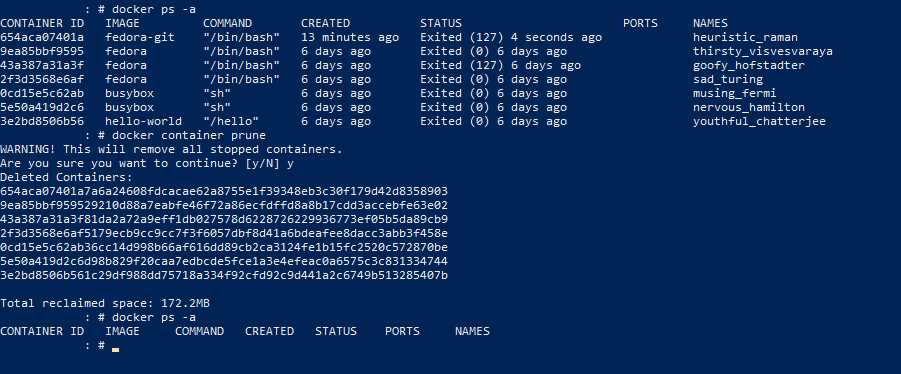 : # docker ps -a
CONTAINER ID IMAGE COMMAND CREATED STATUS PORTS NAMES
654aca07401a fedora-git "/bin/bash" 13 minutes ago Exited (127) 4 seconds ago heuristic_raman
9ea85bbf9595 fedora "/bin/bash" 6 days ago Exited (0) 6 days ago thirsty_visvesvaraya
43a387a31a3f fedora "/bin/bash" 6 days ago Exited (127) 6 days ago goofy_hofstadter
2f3d3568e6af fedora "/bin/bash" 6 days ago Exited (0) 6 days ago sad_turing
0cd15e5c62ab busybox "sh" 6 days ago Exited (0) 6 days ago musing_fermi
5e50a419d2c6 busybox "sh" 6 days ago Exited (0) 6 days ago nervous_hamilton
3e2bd8506b56 hello-world "/hello" 6 days ago Exited (0) 6 days ago youthful_chatterjee
: # docker container prune
WARNING! This will remove all stopped containers.
Are you sure you want to continue? [y/N] y
Deleted Containers:
654aca07401a7a6a24608fdcacae62a8755e1f39348eb3c30f179d42d8358903
9ea85bbf959529210d88a7eabfe46f72a86ecfdffd8a8b17cdd3accebfe63e02
43a387a31a3f81da2a72a9eff1db027578d6228726229936773ef05b5da89cb9
2f3d3568e6af5179ecb9cc9cc7f3f6057dbf8d41a6bdeafee8dacc3abb3f458e
0cd15e5c62ab36cc14d998b66af616dd89cb2ca3124fe1b15fc2520c572870be
5e50a419d2c6d98b829f20caa7edbcde5fce1a3e4efeac0a6575c3c831334744
3e2bd8506b561c29df988dd75718a334f92cfd92c9d441a2c6749b513285407b
Total reclaimed space: 172.2MB
: # docker ps -a
CONTAINER ID IMAGE COMMAND CREATED STATUS PORTS NAMES
: #